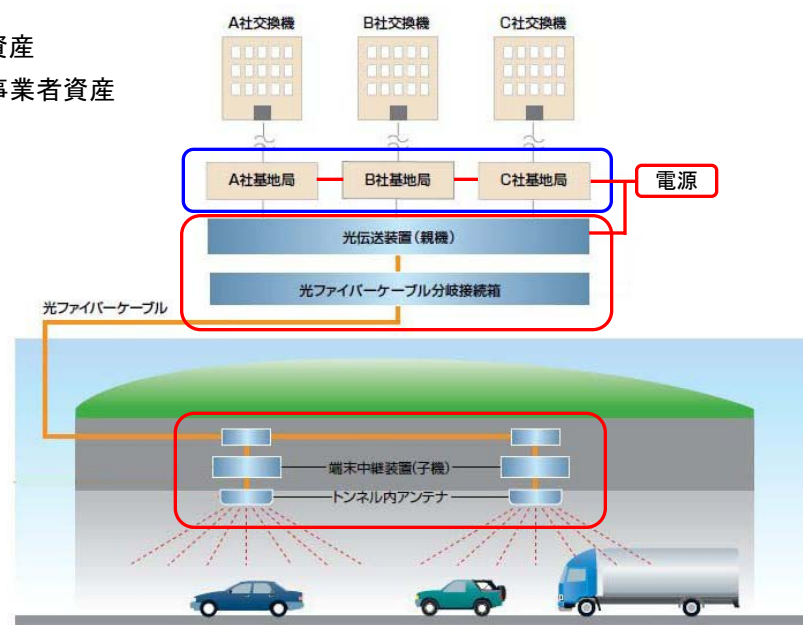 資産
事業者資産
A社交換機
B社交換機
C社交換機
A社基地局
B社基地局
C社基地局
電源
光伝送装置(親機)
光ファイバーケーブル分岐接続箱
光ファイバーケーブル
端末中継装置(子機)
トンネル内アンテナ